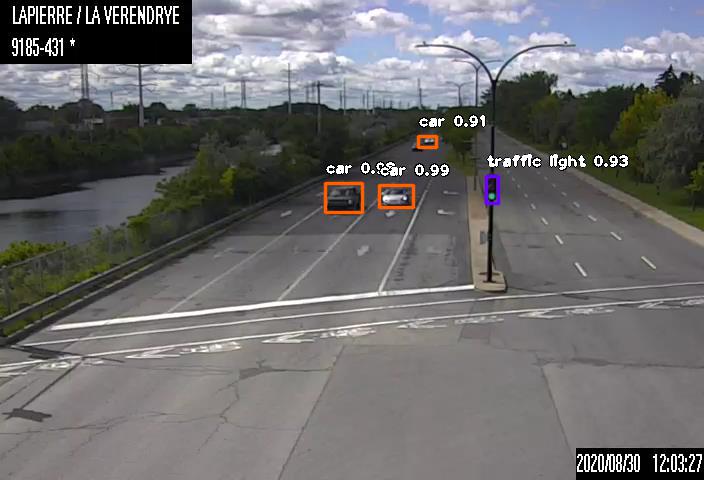 LAPIERRE / LA VERENDRYE
9185-431 *
car 0.91
traffic light 0.93
car 0.99
2020/08/30 12:03:27